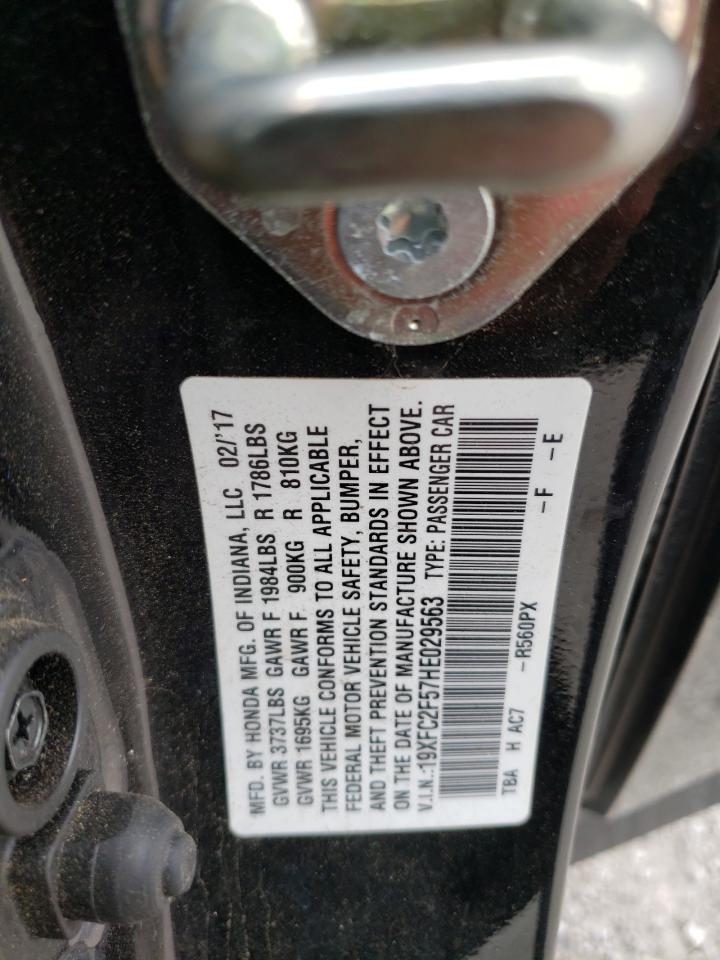 MFD. BY HONDA MFG. OF INDIANA, LLC 02/'17
GVWR 3737LBS GAWR F 1984LBS R 1786LBS
GVWR 1695KG GAWR F 900KG R 810KG
THIS VEHICLE CONFORMS TO ALL APPLICABLE
FEDERAL MOTOR VEHICLE SAFETY, BUMPER,
AND THEFT PREVENTION STANDARDS IN EFFECT
ON THE DATE OF MANUFACTURE SHOWN ABOVE.
V.I.N.:19XFC2F57HE029563 TYPE: PASSENGER CAR
TBA H AC7 -R560PX -F -E